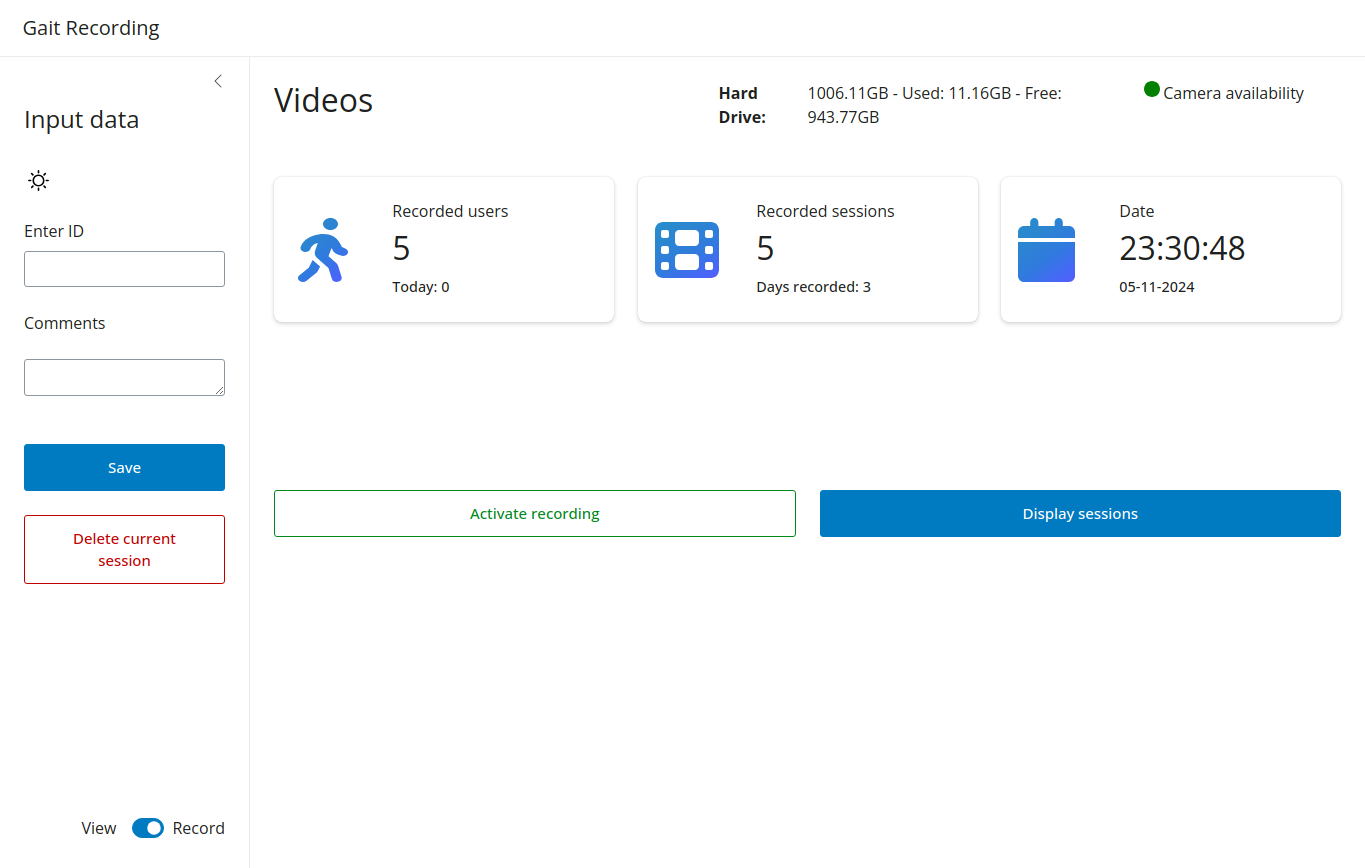 Gait Recording
Input data
Enter ID
Comments
Save
Delete current
session
View
Record
Videos
Hard
Drive:
1006.11GB - Used: 11.16GB - Free:
943.77GB
Camera availability
Recorded users
5
Today: 0
Recorded sessions
5
Days recorded: 3
Date
23:30:48
05-11-2024
Activate recording
Display sessions